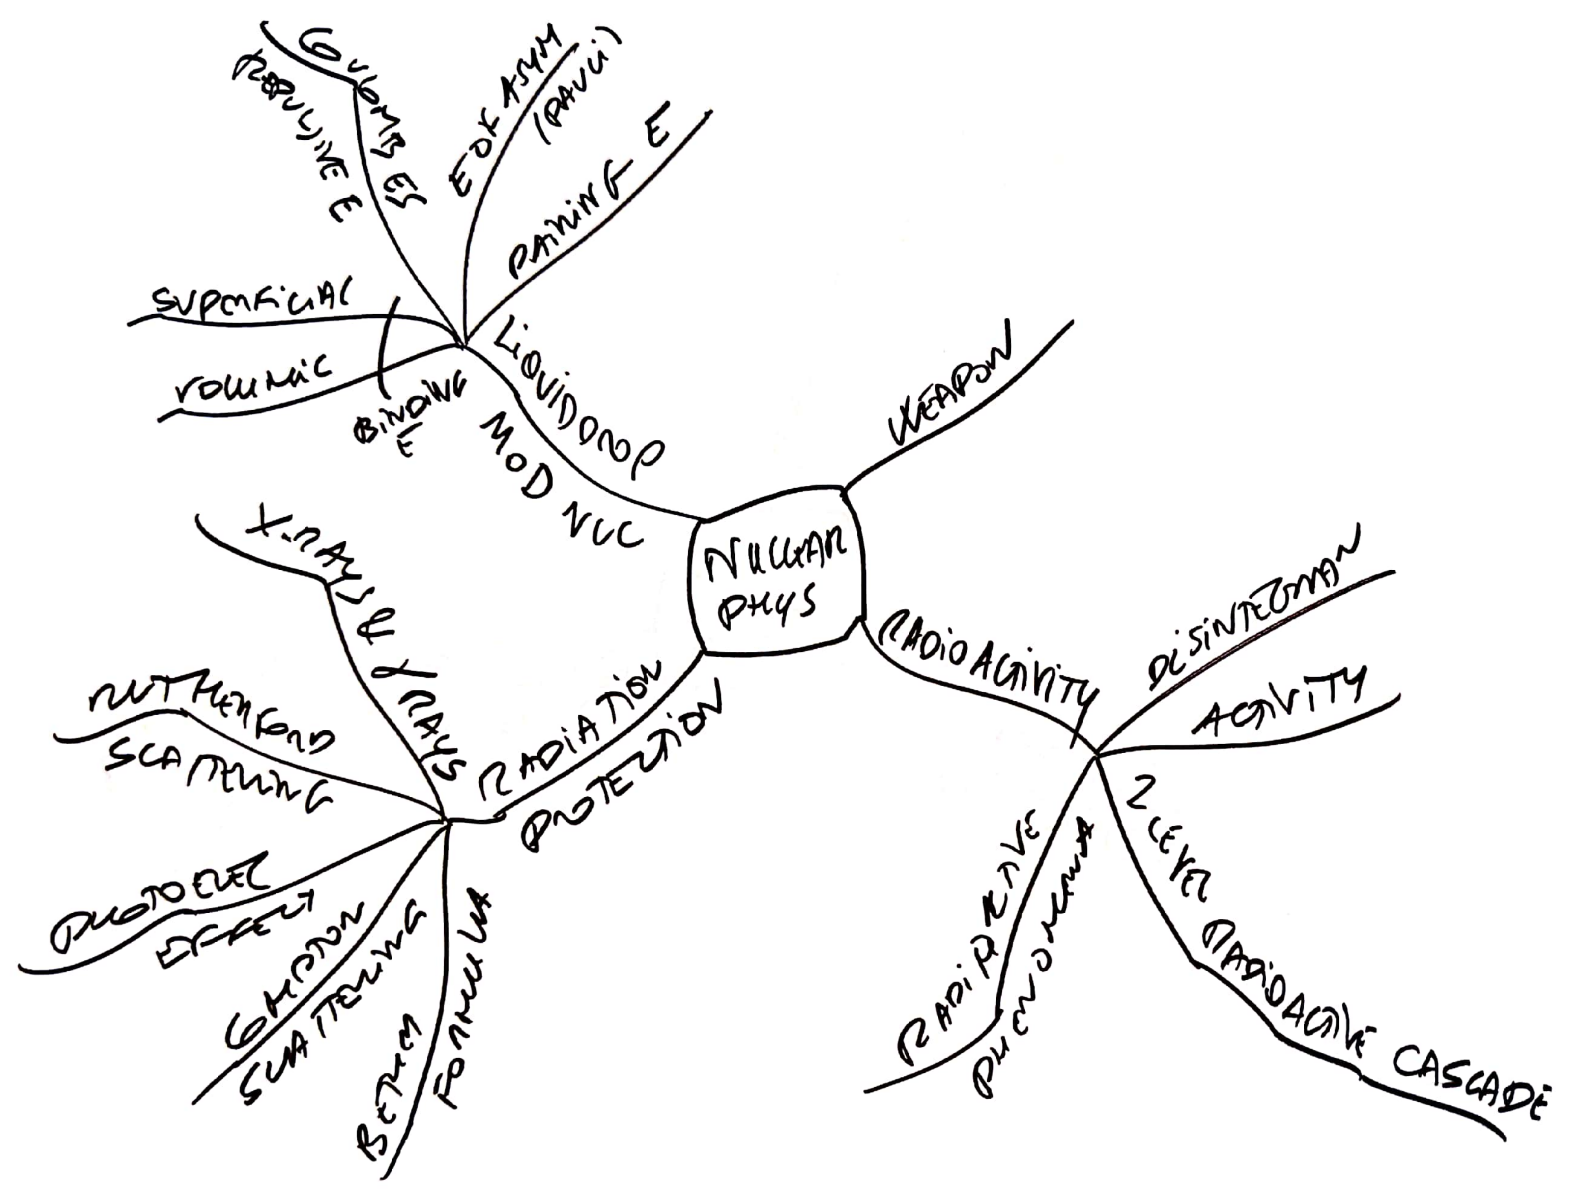 NUCLEAR
PHYS
LIQUID DROP
MOD NUC
COULOMB ES
REPULSIVE E
E OF ASYM
(PAULI)
PAIRING E
SUPERFICIAL
VOLUMIC
BINDING
E
WEAPON
RADIOACTIVITY
ACTIVITY
2 LEVEL RADIOACTIVE CASCADE
RADIATIVE
PHENOMENA
RADIATION
PROTECTION
X-RAYS & γ RAYS
RUTHERFORD
SCATTERING
PHOTOELEC
EFFECT
COMPTON
SCATTERING
BETHE
FORMULA